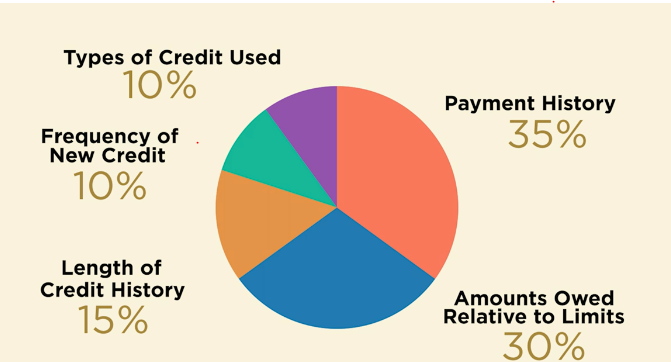 Types of Credit Used
10%
Payment History
35%
Frequency of
New Credit
10%
Length of
Credit History
15%
Amounts Owed
Relative to Limits
30%